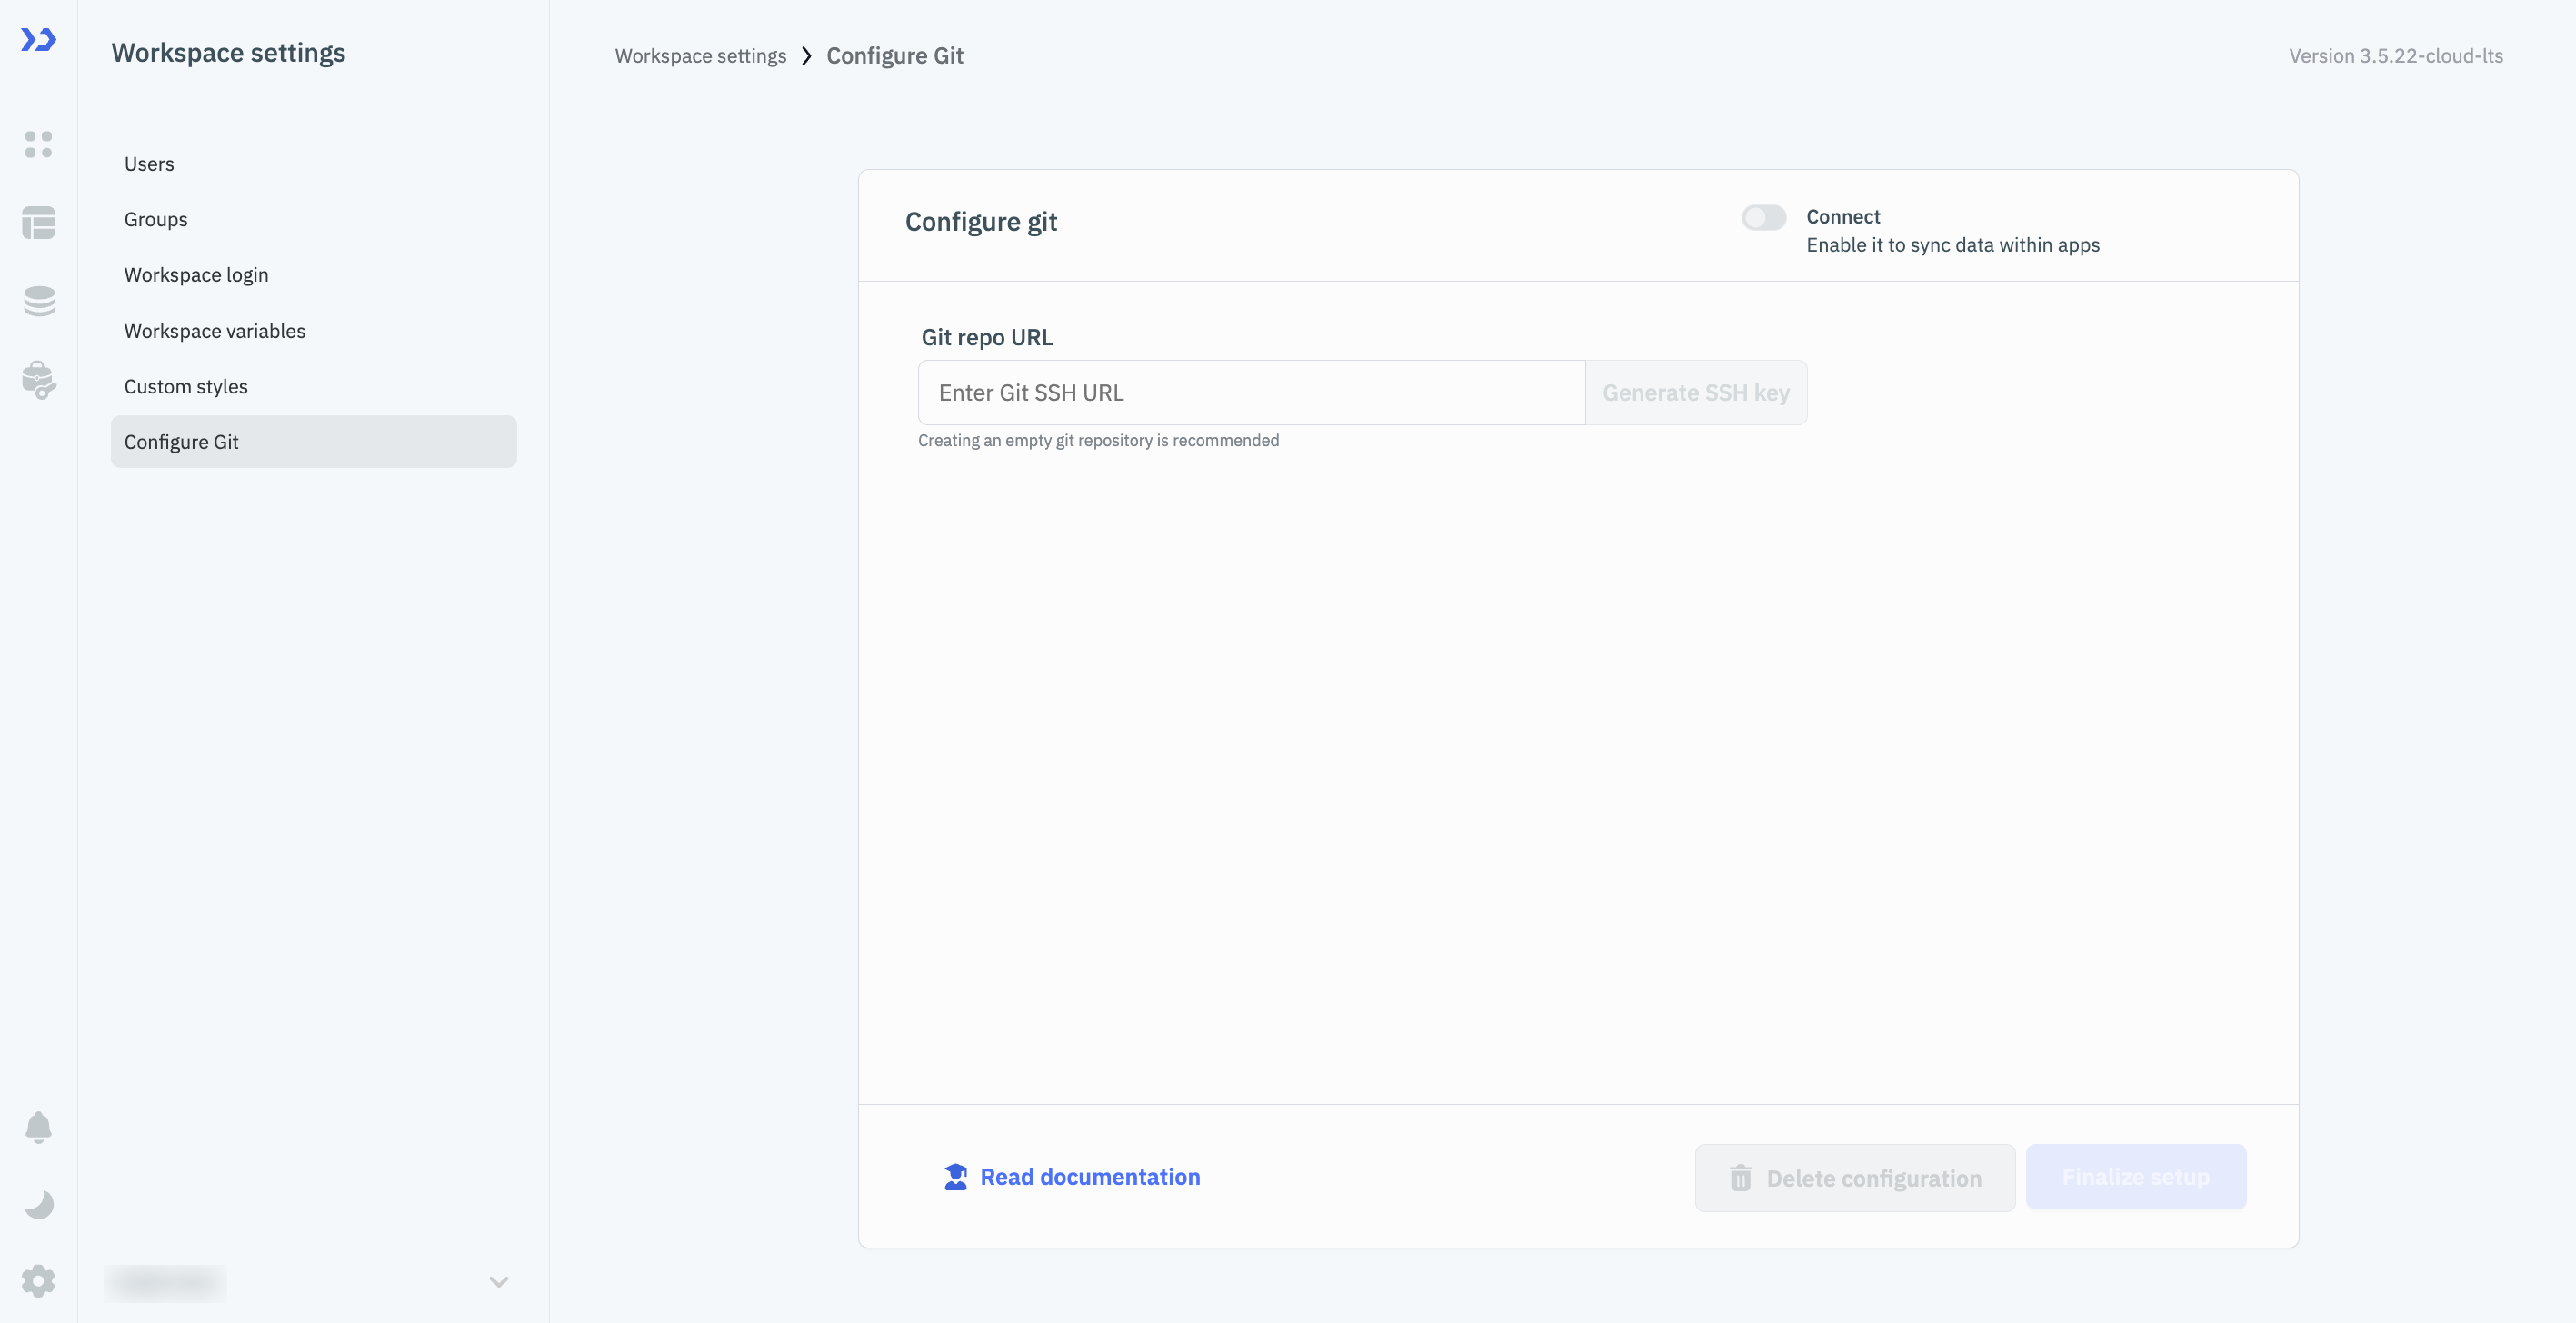 Workspace settings
Users
Groups
Workspace login
Workspace variables
Custom styles
Configure Git
Workspace settings
Configure Git
Version 3.5.22-cloud-lts
Configure git
Connect
Enable it to sync data within apps
Git repo URL
Enter Git SSH URL
Generate SSH key
Creating an empty git repository is recommended
Read documentation
Delete configuration
Finalize setup